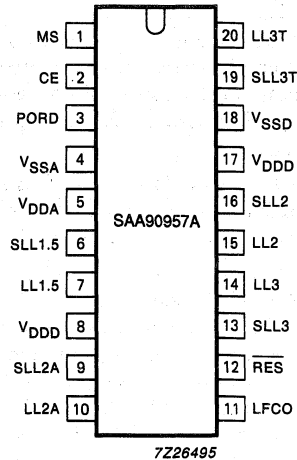 MS 1 20 LL3T
CE 2 19 SLL3T
PORD 3 18 VSSD
VSSA 4 17 VDDD
VDDA 5 16 SLL2
SAA90957A
SLL1.5 6 15 LL2
LL1.5 7 14 LL3
VDDD 8 13 SLL3
SLL2A 9 12 R̅E̅S̅
LL2A 10 11 LFCO
7Z26495